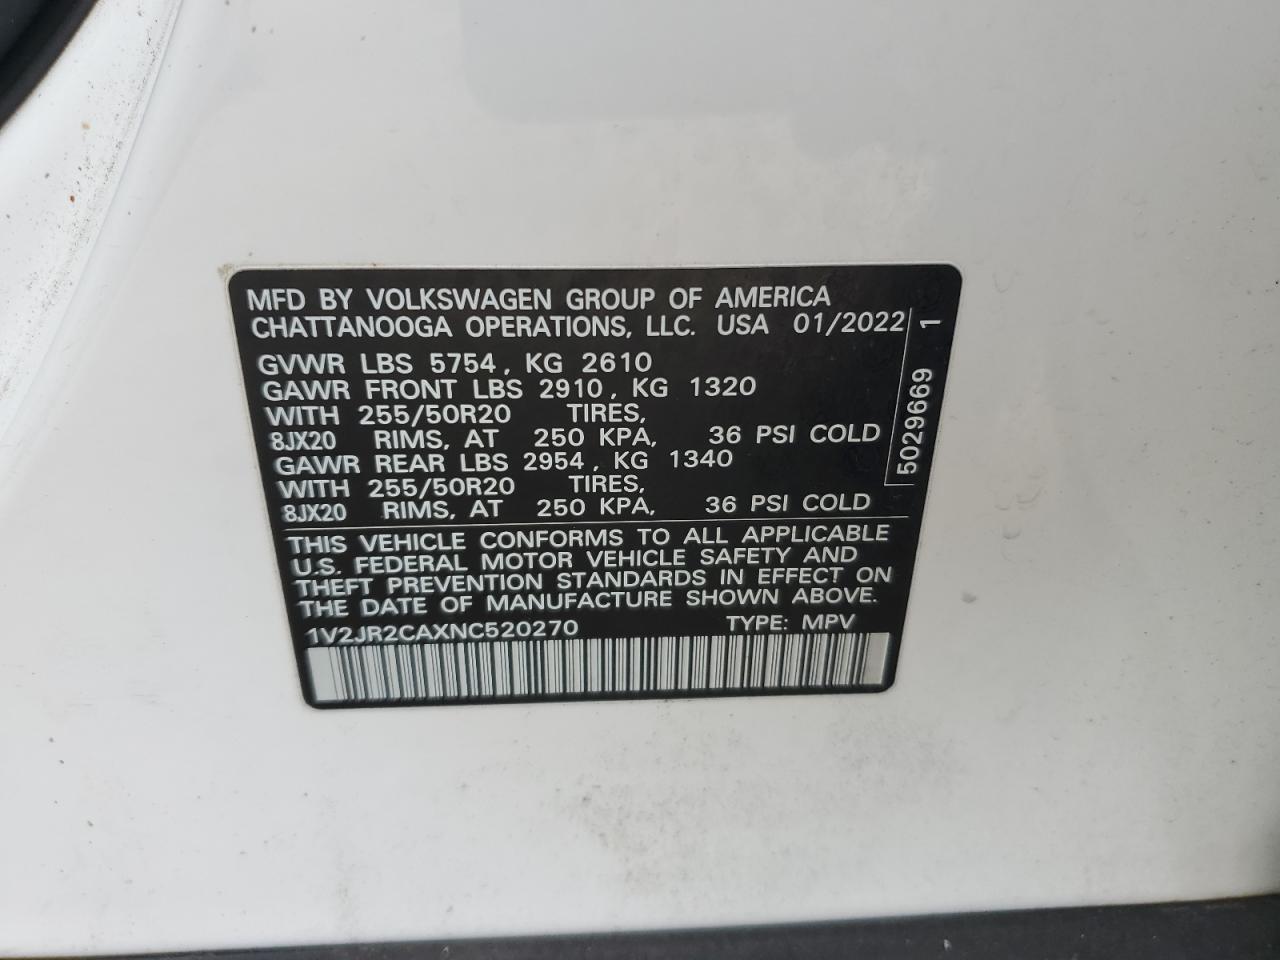 MFD BY VOLKSWAGEN GROUP OF AMERICA
CHATTANOOGA OPERATIONS, LLC. USA 01/2022
GVWR LBS 5754, KG 2610
GAWR FRONT LBS 2910, KG 1320
WITH 255/50R20 TIRES,
8JX20 RIMS, AT 250 KPA, 36 PSI COLD
GAWR REAR LBS 2954, KG 1340
WITH 255/50R20 TIRES,
8JX20 RIMS, AT 250 KPA, 36 PSI COLD
THIS VEHICLE CONFORMS TO ALL APPLICABLE
U.S. FEDERAL MOTOR VEHICLE SAFETY AND
THEFT PREVENTION STANDARDS IN EFFECT ON
THE DATE OF MANUFACTURE SHOWN ABOVE.
1V2JR2CAXNC520270 TYPE: MPV
5029669 1